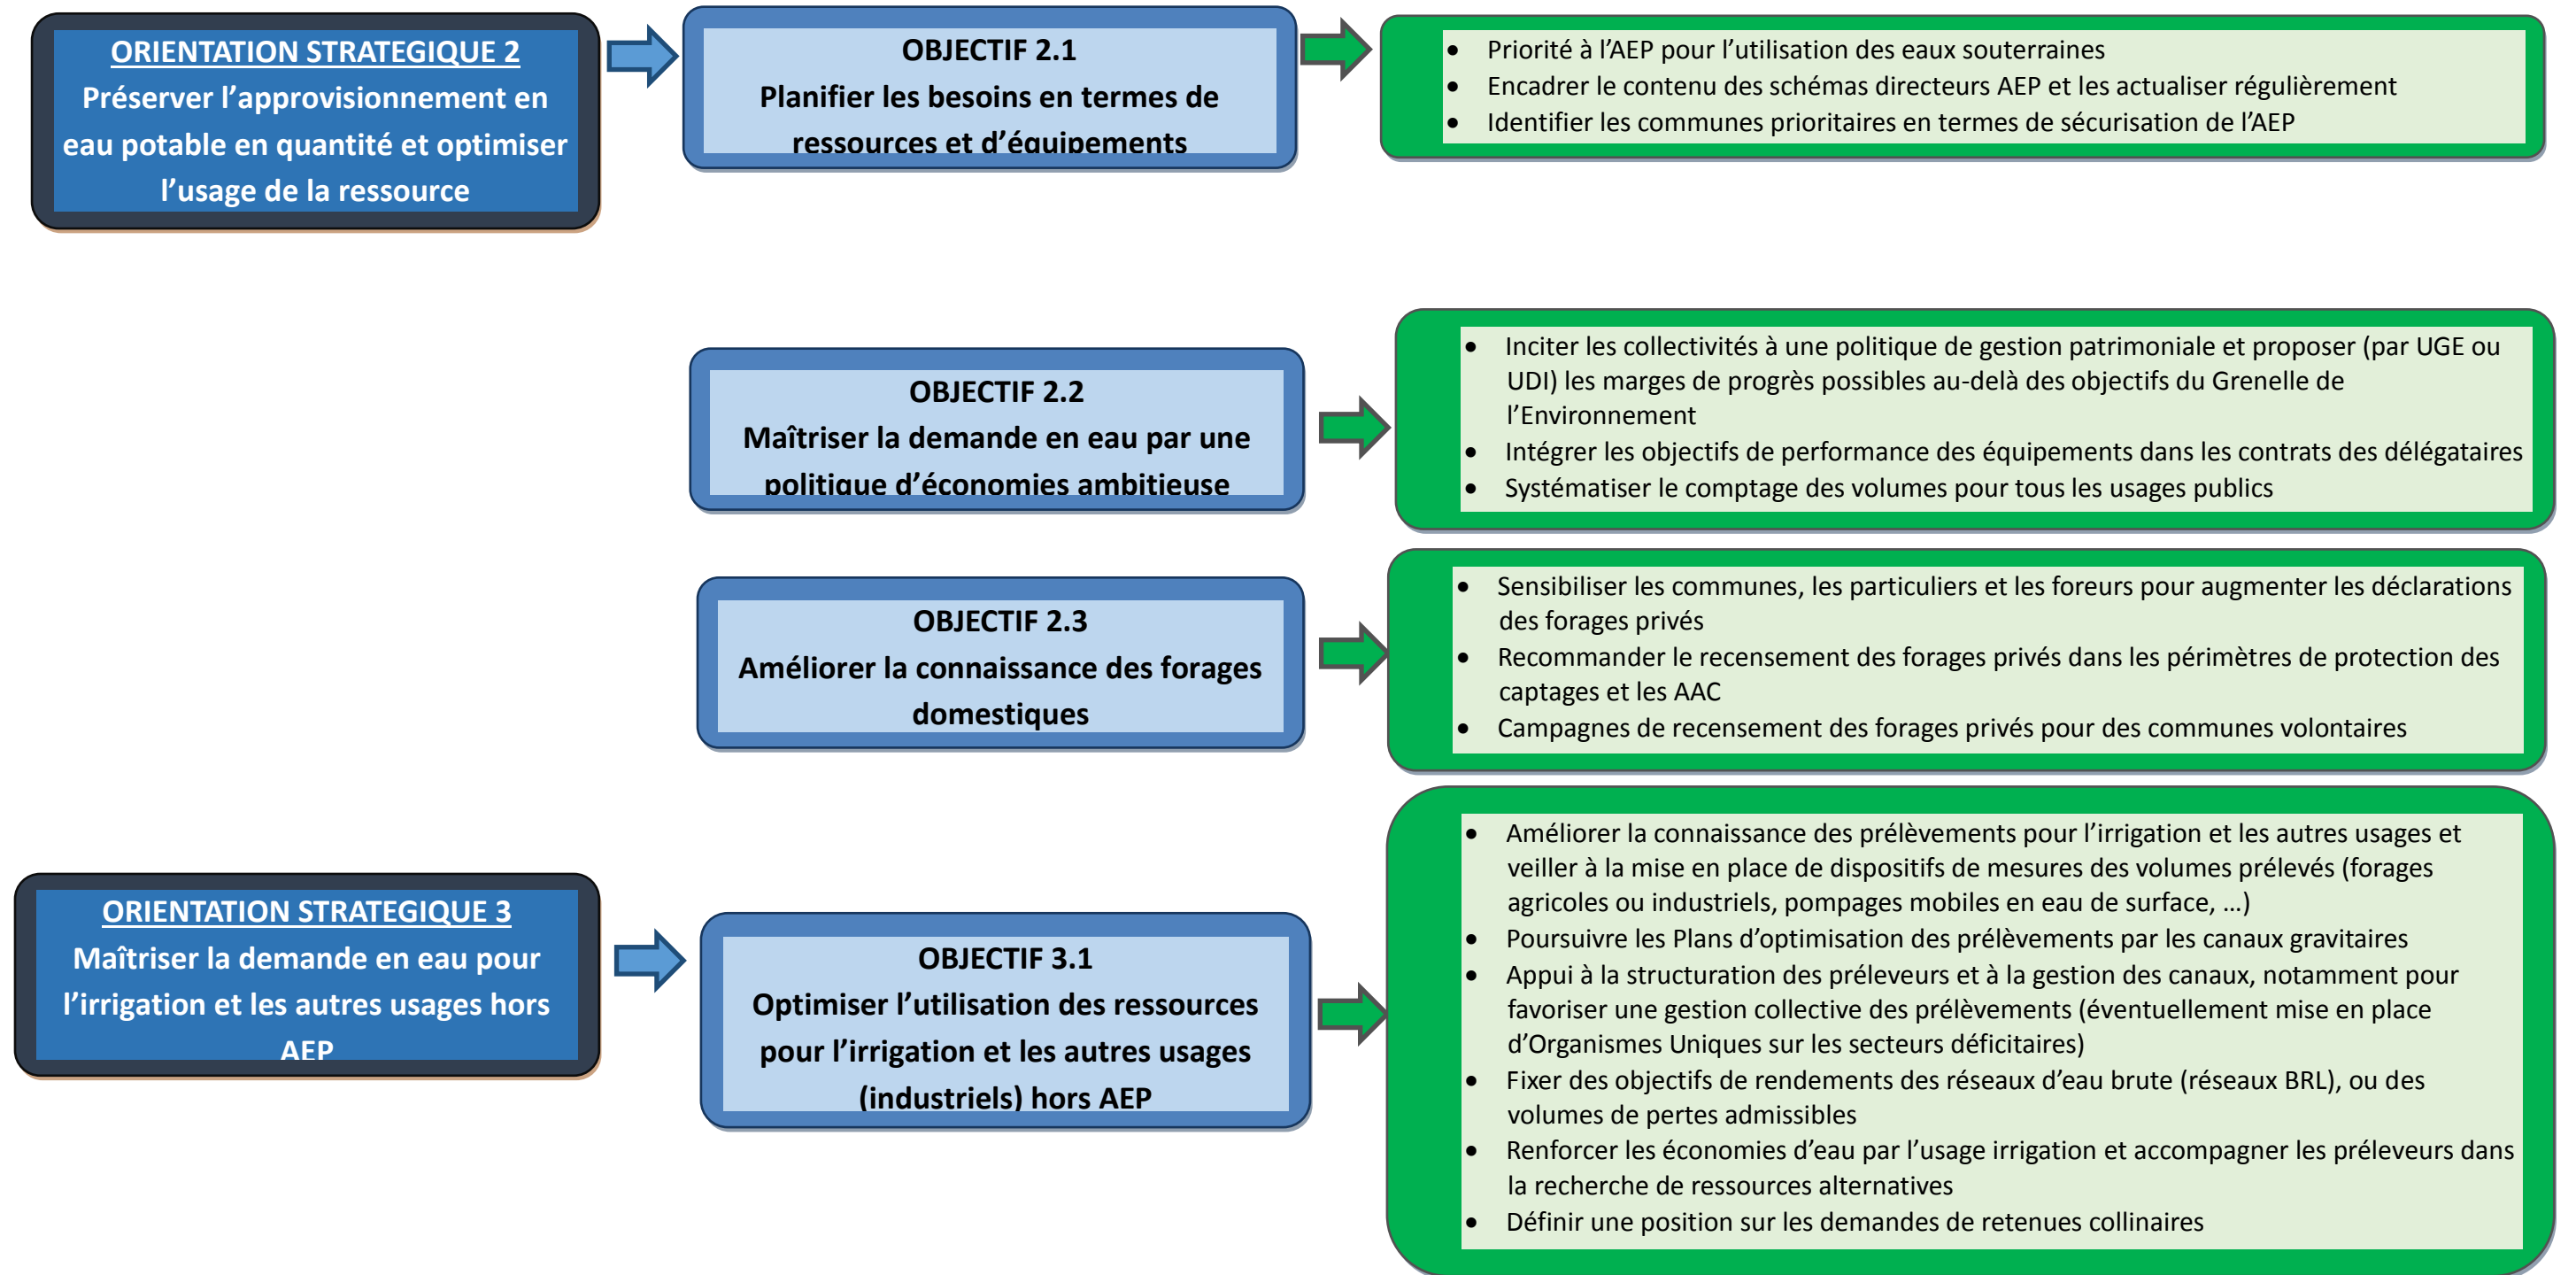 ORIENTATION STRATEGIQUE 2
Préserver l’approvisionnement en
eau potable en quantité et optimiser
l’usage de la ressource
OBJECTIF 2.1
Planifier les besoins en termes de
ressources et d’équipements
• Priorité à l’AEP pour l’utilisation des eaux souterraines
• Encadrer le contenu des schémas directeurs AEP et les actualiser régulièrement
• Identifier les communes prioritaires en termes de sécurisation de l’AEP
OBJECTIF 2.2
Maîtriser la demande en eau par une
politique d’économies ambitieuse
• Inciter les collectivités à une politique de gestion patrimoniale et proposer (par UGE ou
UDI) les marges de progrès possibles au-delà des objectifs du Grenelle de
l’Environnement
• Intégrer les objectifs de performance des équipements dans les contrats des délégataires
• Systématiser le comptage des volumes pour tous les usages publics
OBJECTIF 2.3
Améliorer la connaissance des forages
domestiques
• Sensibiliser les communes, les particuliers et les foreurs pour augmenter les déclarations
des forages privés
• Recommander le recensement des forages privés dans les périmètres de protection des
captages et les AAC
• Campagnes de recensement des forages privés pour des communes volontaires
ORIENTATION STRATEGIQUE 3
Maîtriser la demande en eau pour
l’irrigation et les autres usages hors
AEP
OBJECTIF 3.1
Optimiser l’utilisation des ressources
pour l’irrigation et les autres usages
(industriels) hors AEP
• Améliorer la connaissance des prélèvements pour l’irrigation et les autres usages et
veiller à la mise en place de dispositifs de mesures des volumes prélevés (forages
agricoles ou industriels, pompages mobiles en eau de surface, …)
• Poursuivre les Plans d’optimisation des prélèvements par les canaux gravitaires
• Appui à la structuration des préleveurs et à la gestion des canaux, notamment pour
favoriser une gestion collective des prélèvements (éventuellement mise en place
d’Organismes Uniques sur les secteurs déficitaires)
• Fixer des objectifs de rendements des réseaux d’eau brute (réseaux BRL), ou des
volumes de pertes admissibles
• Renforcer les économies d’eau par l’usage irrigation et accompagner les préleveurs dans
la recherche de ressources alternatives
• Définir une position sur les demandes de retenues collinaires